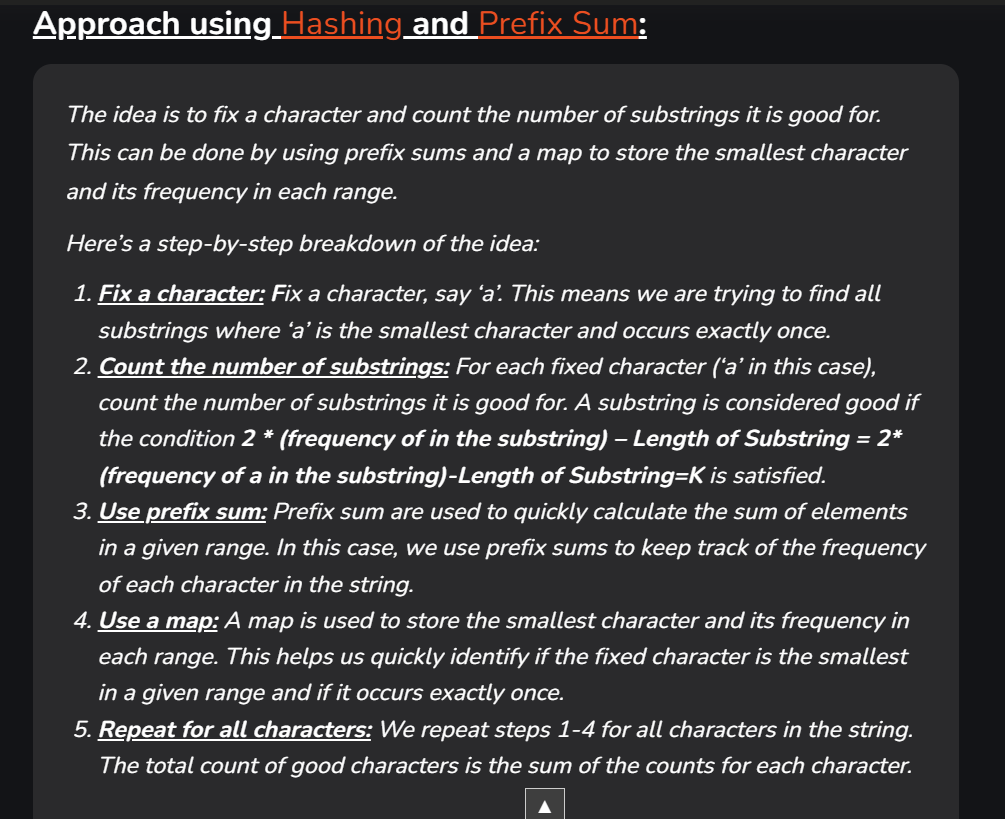 Approach using Hashing and Prefix Sum:
The idea is to fix a character and count the number of substrings it is good for.
This can be done by using prefix sums and a map to store the smallest character
and its frequency in each range.
Here’s a step-by-step breakdown of the idea:
1. Fix a character: Fix a character, say ‘a’. This means we are trying to find all
substrings where ‘a’ is the smallest character and occurs exactly once.
2. Count the number of substrings: For each fixed character (‘a’ in this case),
count the number of substrings it is good for. A substring is considered good if
the condition 2 * (frequency of in the substring) – Length of Substring = 2*
(frequency of a in the substring)-Length of Substring=K is satisfied.
3. Use prefix sum: Prefix sum are used to quickly calculate the sum of elements
in a given range. In this case, we use prefix sums to keep track of the frequency
of each character in the string.
4. Use a map: A map is used to store the smallest character and its frequency in
each range. This helps us quickly identify if the fixed character is the smallest
in a given range and if it occurs exactly once.
5. Repeat for all characters: We repeat steps 1-4 for all characters in the string.
The total count of good characters is the sum of the counts for each character.
▲